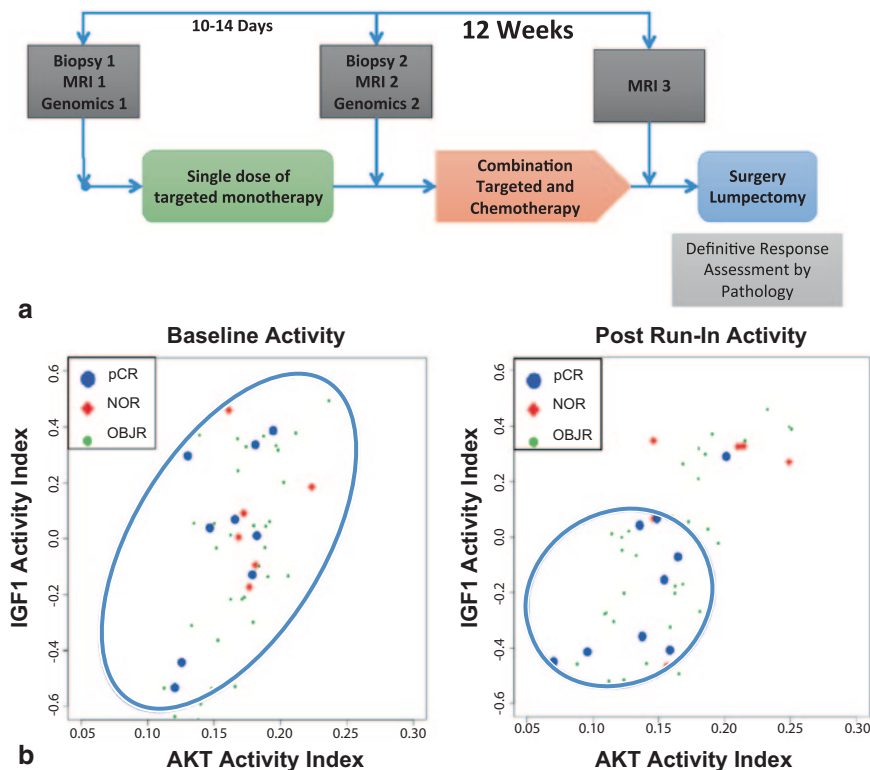 10-14 Days
12 Weeks
Biopsy 1
MRI 1
Genomics 1
Biopsy 2
MRI 2
Genomics 2
MRI 3
Single dose of
targeted monotherapy
Combination
Targeted and
Chemotherapy
Surgery
Lumpectomy
Definitive Response
Assessment by
Pathology
a
Baseline Activity
pCR
NOR
OBJR
0.6
0.4
0.2
0.0
-0.2
-0.4
-0.6
IGF1 Activity Index
0.05 0.10 0.15 0.20 0.25 0.30
AKT Activity Index
Post Run-In Activity
pCR
NOR
OBJR
0.6
0.4
0.2
0.0
-0.2
-0.4
-0.6
IGF1 Activity Index
0.05 0.10 0.15 0.20 0.25 0.30
AKT Activity Index
b